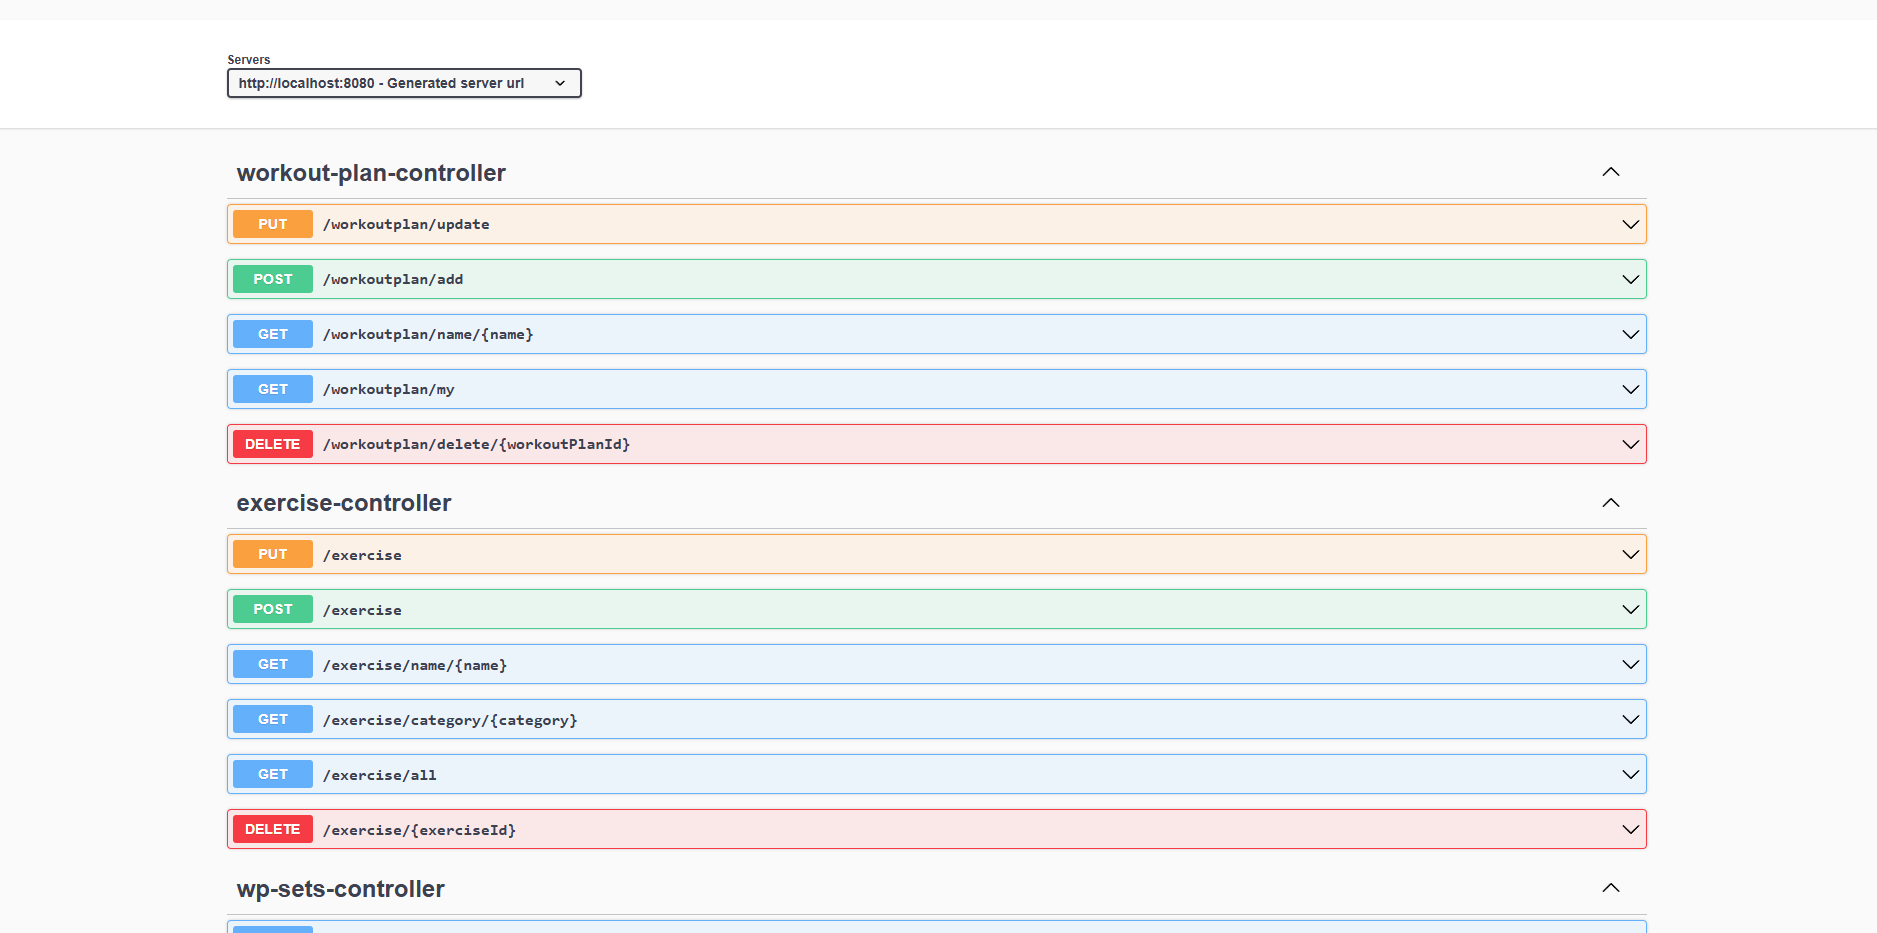 Servers
http://localhost:8080 - Generated server url
workout-plan-controller
PUT /workoutplan/update
POST /workoutplan/add
GET /workoutplan/name/{name}
GET /workoutplan/my
DELETE /workoutplan/delete/{workoutPlanId}
exercise-controller
PUT /exercise
POST /exercise
GET /exercise/name/{name}
GET /exercise/category/{category}
GET /exercise/all
DELETE /exercise/{exerciseId}
wp-sets-controller